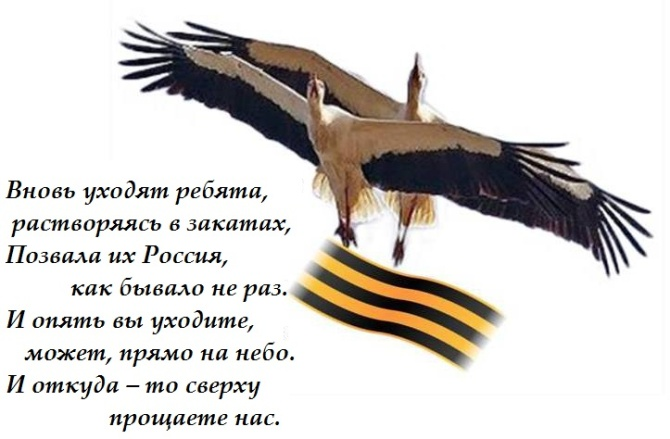 Вновь уходят ребята,
растворяясь в закатах,
Позвала их Россия,
как бывало не раз.
И опять вы уходите,
может, прямо на небо.
И откуда – то сверху
прощаете нас.